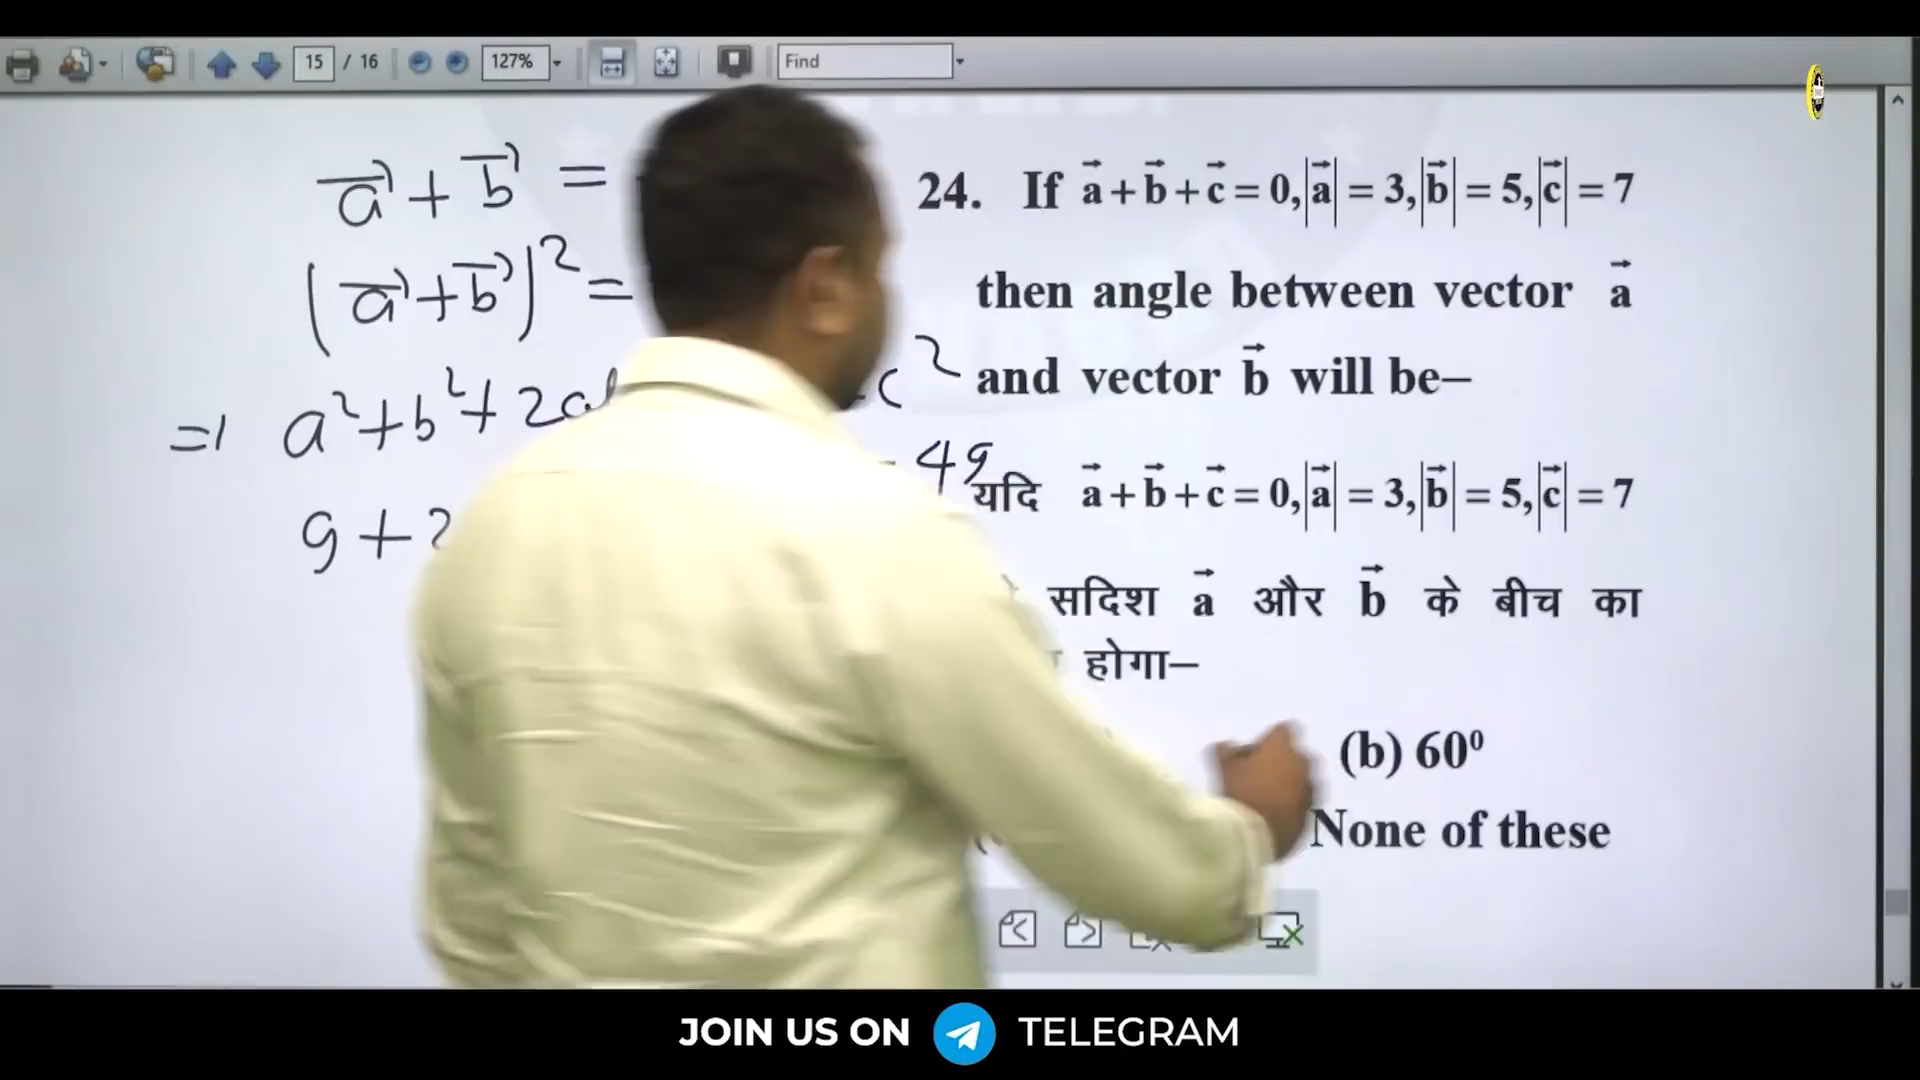 15 / 16 127% Find
a⃗ + b⃗ =
(a⃗ + b⃗)² =
⇒ a² + b² + 2a c²
9 + 2 49
24. If a⃗ + b⃗ + c⃗ = 0, |a⃗| = 3, |b⃗| = 5, |c⃗| = 7
then angle between vector a⃗
and vector b⃗ will be–
यदि a⃗ + b⃗ + c⃗ = 0, |a⃗| = 3, |b⃗| = 5, |c⃗| = 7
सदिश a⃗ और b⃗ के बीच का
होगा–
(b) 60⁰
None of these
JOIN US ON TELEGRAM